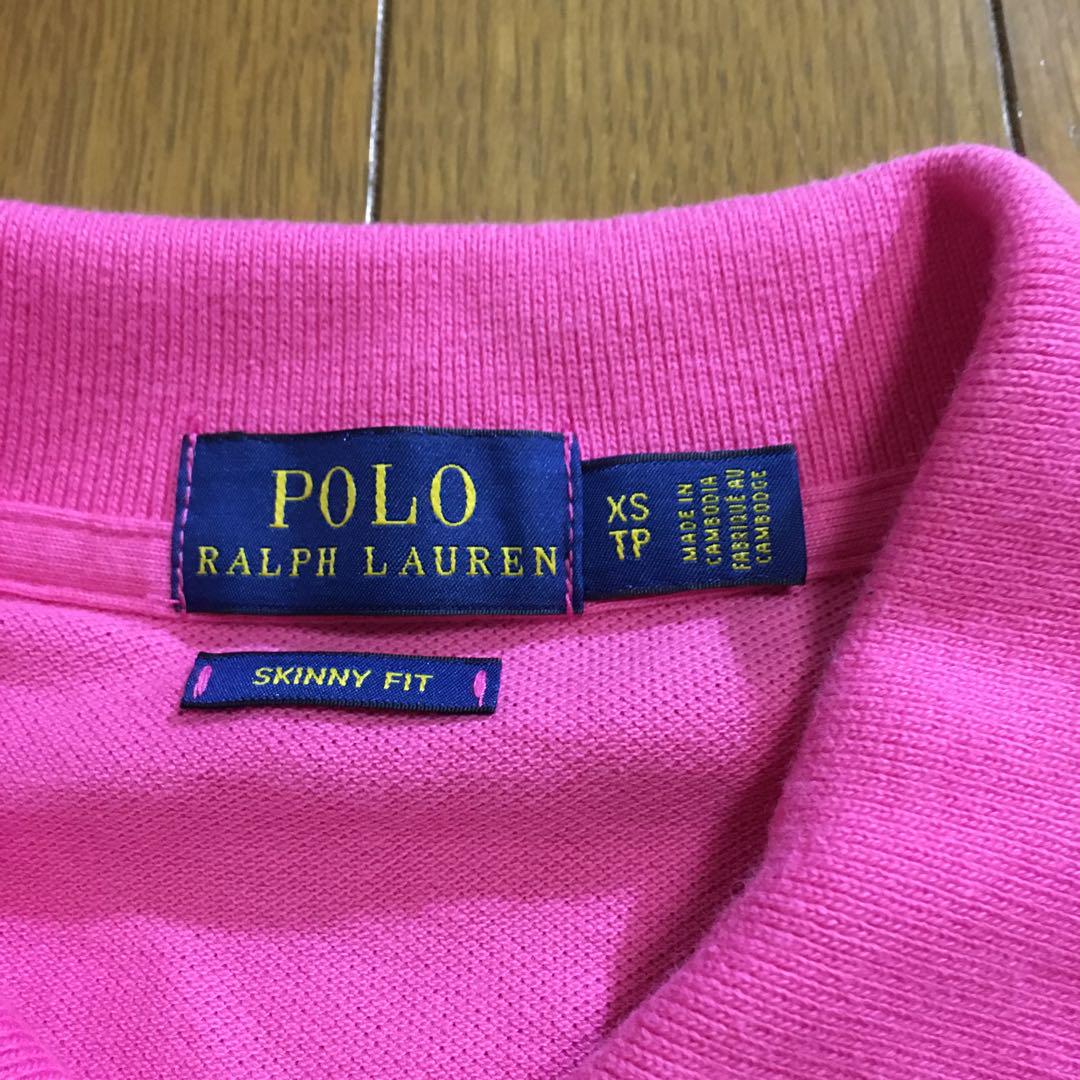 POLO
RALPH LAUREN
XS
TP
MADE IN
CAMBODIA
FABRIQUÉ AU
CAMBODGE
SKINNY FIT